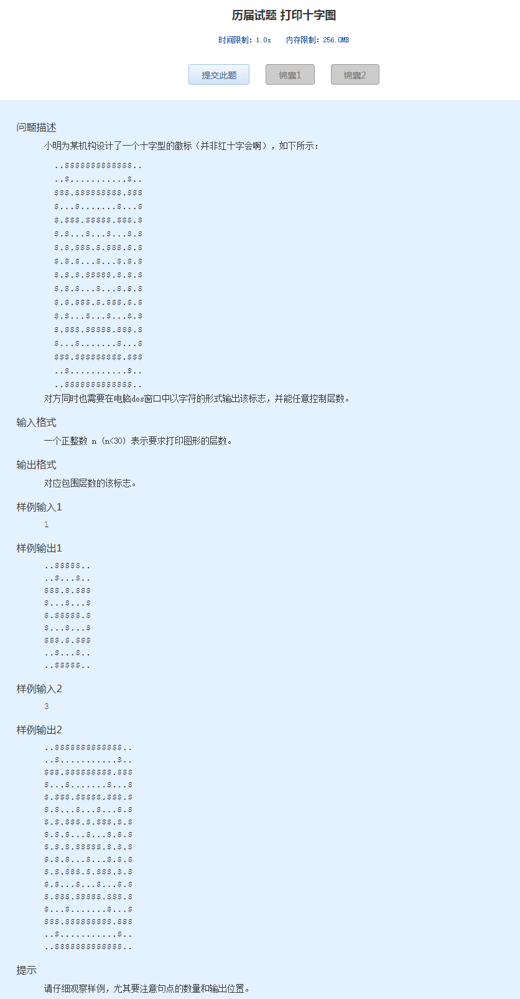 历届试题 打印十字图
时间限制：1.0s 内存限制：256.0MB
提交此题 锦囊1 锦囊2
问题描述
小明为某机构设计了一个十字型的徽标（并非红十字会啊），如下所示：
..$$$$$$$$$$$$$..
..$...........$..
$$$.$$$$$$$$$.$$$
$...$.......$...$
$.$$$.$$$$$.$$$.$
$.$...$...$...$.$
$.$.$$$.$.$$$.$.$
$.$.$...$...$.$.$
$.$.$.$$$$$.$.$.$
$.$.$...$...$.$.$
$.$.$$$.$.$$$.$.$
$.$...$...$...$.$
$.$$$.$$$$$.$$$.$
$...$.......$...$
$$$.$$$$$$$$$.$$$
..$...........$..
..$$$$$$$$$$$$$..
对方同时也需要在电脑dos窗口中以字符的形式输出该标志，并能任意控制层数。
输入格式
一个正整数 n (n<30) 表示要求打印图形的层数。
输出格式
对应包围层数的该标志。
样例输入1
1
样例输出1
..$$$$$..
..$...$..
$$$.$.$$$
$...$...$
$.$$$$$.$
$...$...$
$$$.$.$$$
..$...$..
..$$$$$..
样例输入2
3
样例输出2
..$$$$$$$$$$$$$..
..$...........$..
$$$.$$$$$$$$$.$$$
$...$.......$...$
$.$$$.$$$$$.$$$.$
$.$...$...$...$.$
$.$.$$$.$.$$$.$.$
$.$.$...$...$.$.$
$.$.$.$$$$$.$.$.$
$.$.$...$...$.$.$
$.$.$$$.$.$$$.$.$
$.$...$...$...$.$
$.$$$.$$$$$.$$$.$
$...$.......$...$
$$$.$$$$$$$$$.$$$
..$...........$..
..$$$$$$$$$$$$$..
提示
请仔细观察样例，尤其要注意句点的数量和输出位置。